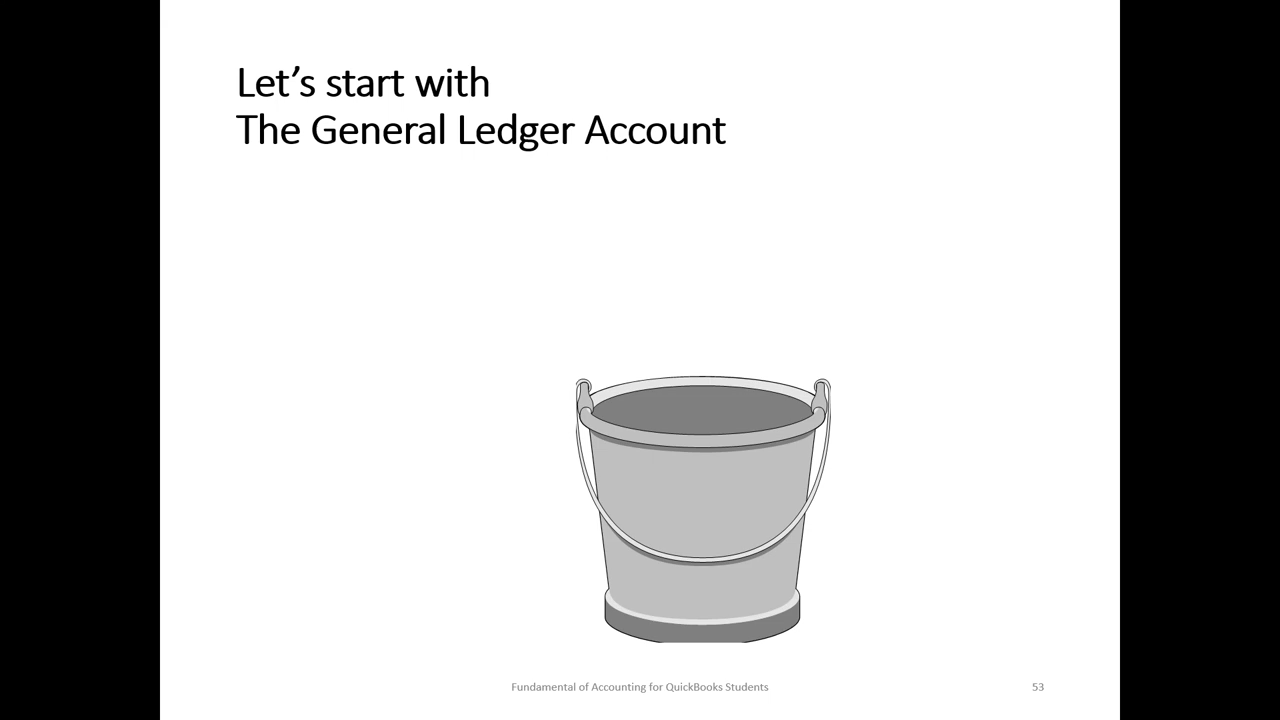 Let’s start with
The General Ledger Account
Fundamental of Accounting for QuickBooks Students
53